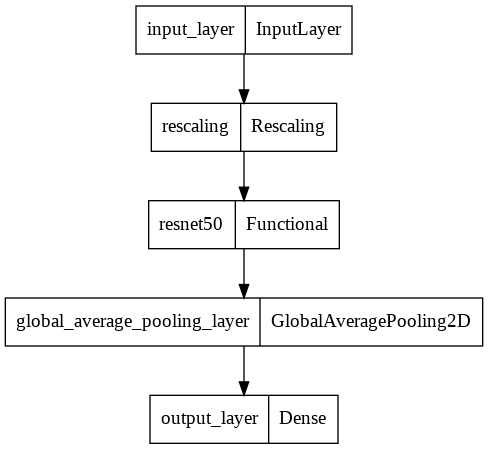 input_layer InputLayer
rescaling Rescaling
resnet50 Functional
global_average_pooling_layer GlobalAveragePooling2D
output_layer Dense